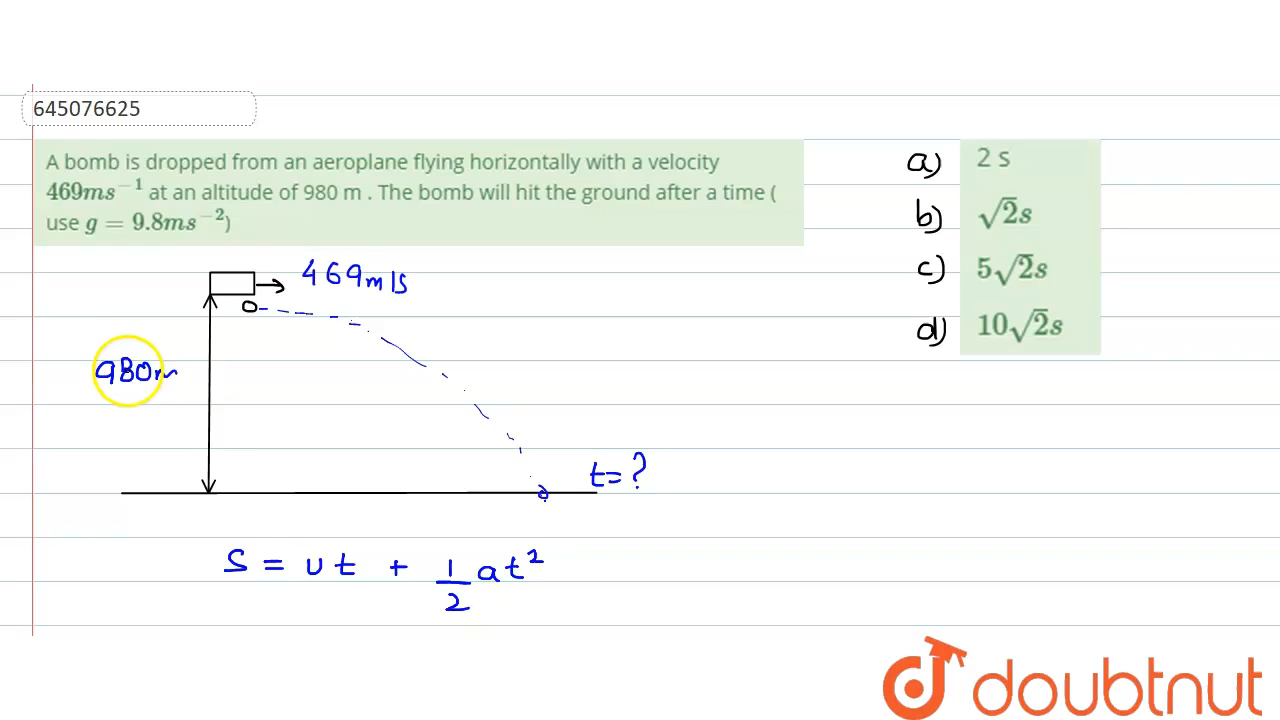 645076625
A bomb is dropped from an aeroplane flying horizontally with a velocity
469ms⁻¹ at an altitude of 980 m . The bomb will hit the ground after a time (
use g = 9.8ms⁻²)
a) 2 s
b) √2s
c) 5√2s
d) 10√2s
469m/s
980m
t=?
S = ut + 1/2 at²
doubtnut